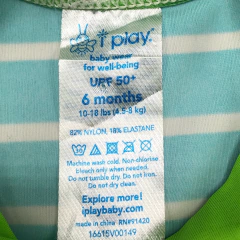 i play.
baby wear
for well-being
UPF 50+
6 months
10-18 lbs (4.5-8 kg)
82% NYLON, 18% ELASTANE
Machine wash cold. Non-chlorine
bleach only when needed.
Do not tumble dry. Do not iron.
Do not dry clean.
Explore more!
iplaybaby.com
made in china RN#91420
16615V00149